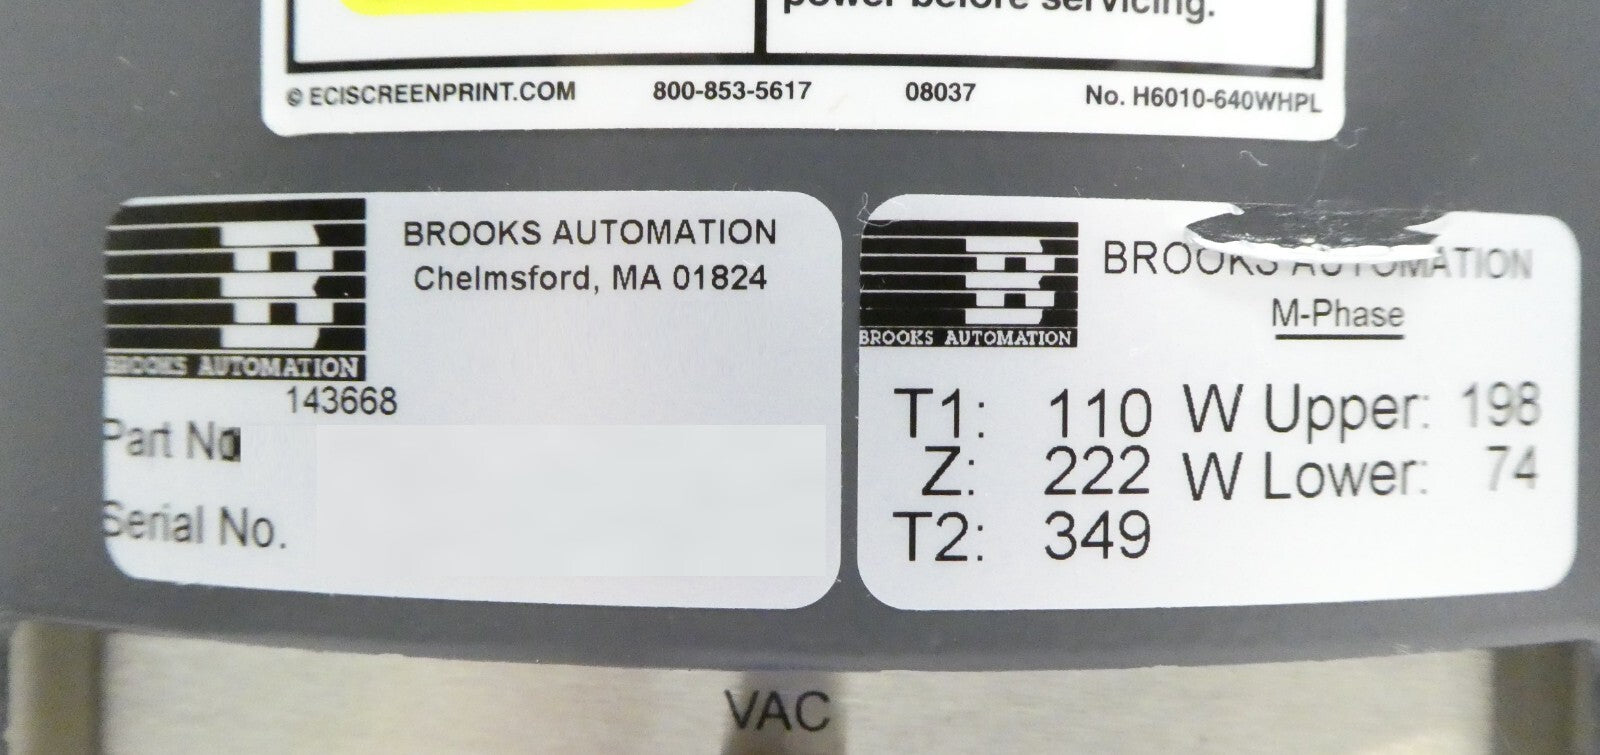 power before servicing.
© ECISCREENPRINT.COM 800-853-5617 08037 No. H6010-640WHPL
BROOKS AUTOMATION
Chelmsford, MA 01824
BROOKS AUTOMATION
143668
Part No
Serial No.
BROOKS AUTOMATION
M-Phase
BROOKS AUTOMATION
T1: 110 W Upper: 198
Z: 222 W Lower: 74
T2: 349
VAC